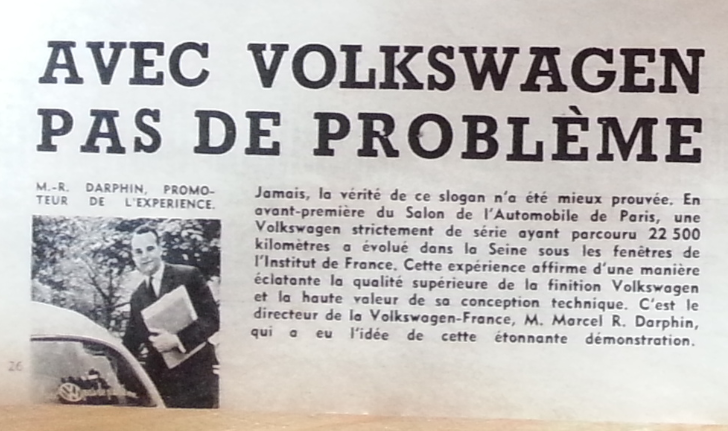 AVEC VOLKSWAGEN
PAS DE PROBLÈME
M.-R. DARPHIN, PROMO-
TEUR DE L'EXPERIENCE.
Jamais, la vérité de ce slogan n'a été mieux prouvée. En
avant-première du Salon de l'Automobile de Paris, une
Volkswagen strictement de série ayant parcouru 22 500
kilomètres a évolué dans la Seine sous les fenêtres de
l'Institut de France. Cette expérience affirme d'une manière
éclatante la qualité supérieure de la finition Volkswagen
et la haute valeur de sa conception technique. C'est le
directeur de la Volkswagen-France, M. Marcel R. Darphin,
qui a eu l'idée de cette étonnante démonstration.
26